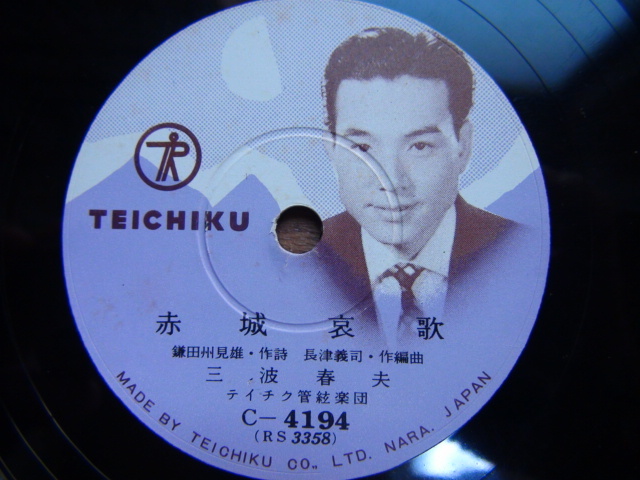 TEICHIKU
赤城哀歌
鎌田州見雄・作詩 長津義司・作編曲
三波春夫
テイチク管絃楽団
C-4194
(RS 3358)
MADE BY TEICHIKU CO., LTD. NARA, JAPAN